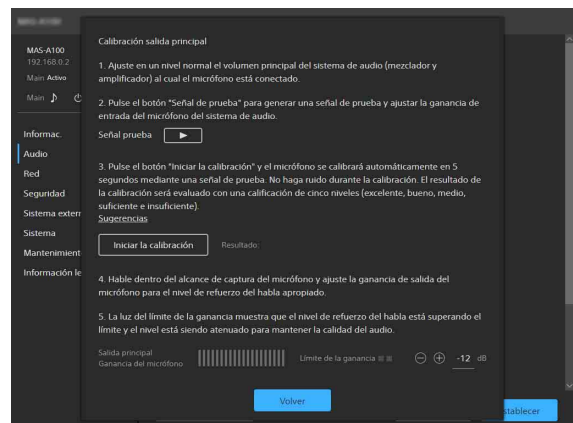 MAS-A100
192.168.0.2
Main Activo
Main
Informac.
Audio
Red
Seguridad
Sistema extern
Sistema
Mantenimient
Información le
Calibración salida principal
1. Ajuste en un nivel normal el volumen principal del sistema de audio (mezclador y
amplificador) al cual el micrófono está conectado.
2. Pulse el botón "Señal de prueba" para generar una señal de prueba y ajustar la ganancia de
entrada del micrófono del sistema de audio.
Señal prueba
3. Pulse el botón "Iniciar la calibración" y el micrófono se calibrará automáticamente en 5
segundos mediante una señal de prueba. No haga ruido durante la calibración. El resultado de
la calibración será evaluado con una calificación de cinco niveles (excelente, bueno, medio,
suficiente e insuficiente).
Sugerencias
Iniciar la calibración Resultado:
4. Hable dentro del alcance de captura del micrófono y ajuste la ganancia de salida del
micrófono para el nivel de refuerzo del habla apropiado.
5. La luz del límite de la ganancia muestra que el nivel de refuerzo del habla está superando el
límite y el nivel está siendo atenuado para mantener la calidad del audio.
Salida principal
Ganancia del micrófono Límite de la ganancia -12 dB
Volver
stablecer